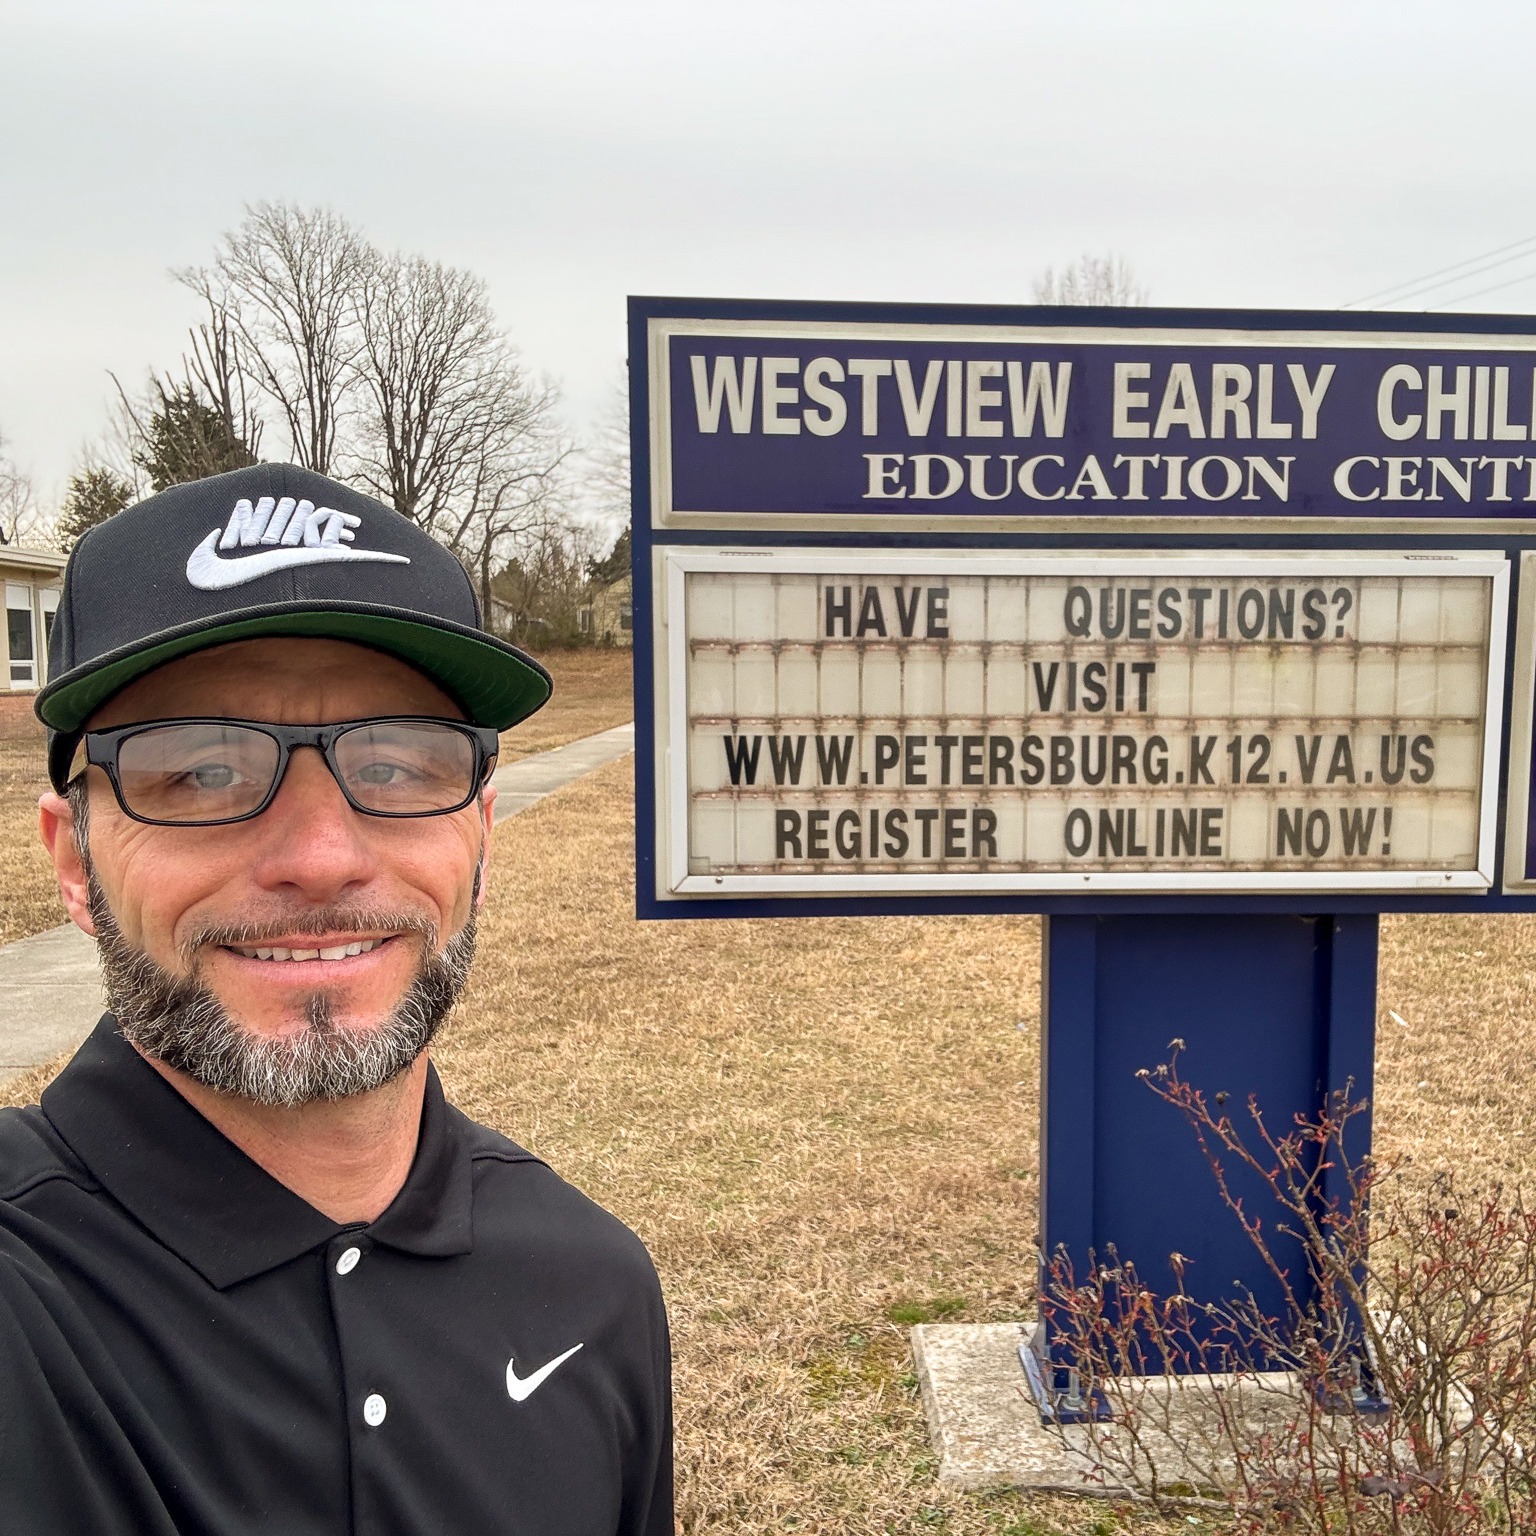 NIKE
WESTVIEW EARLY CHIL
EDUCATION CENT
HAVE QUESTIONS?
VISIT
WWW.PETERSBURG.K12.VA.US
REGISTER ONLINE NOW!